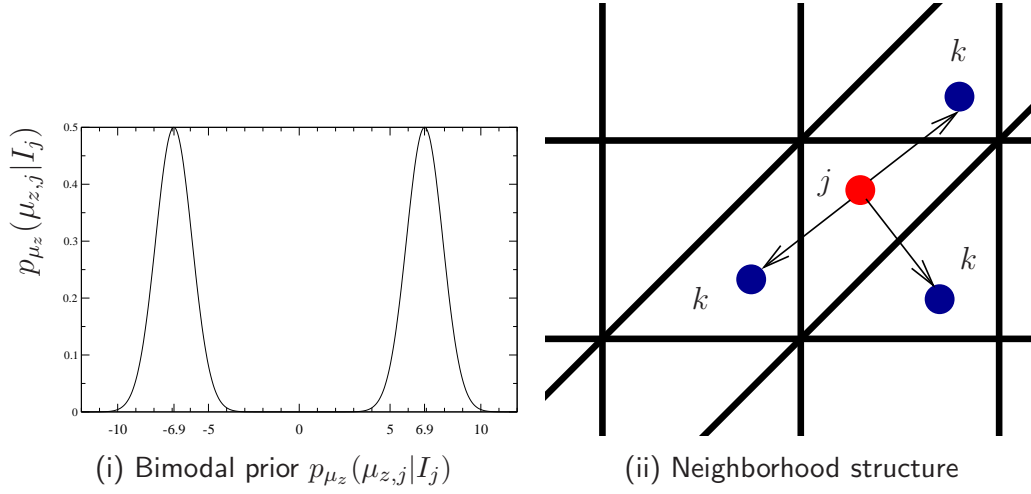 p_{μ_z}(μ_{z,j}|I_j)
0.5
0.4
0.3
0.2
0.1
0
-10
-6.9
-5
0
5
6.9
10
(i) Bimodal prior p_{μ_z}(μ_{z,j}|I_j)
k
j
k
k
(ii) Neighborhood structure